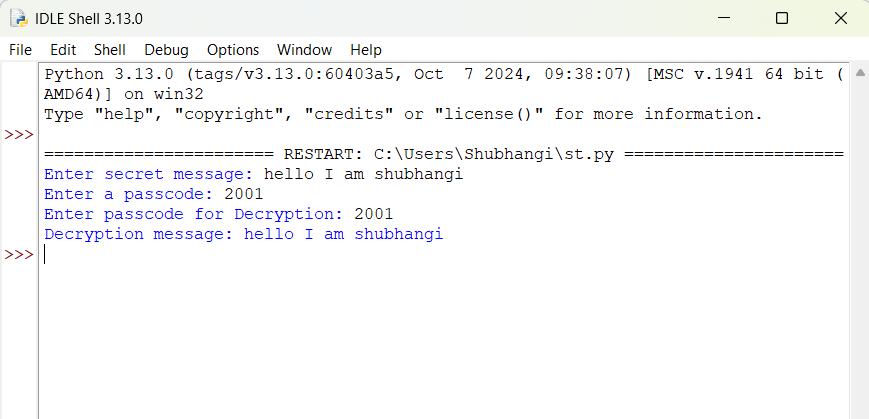 IDLE Shell 3.13.0
File Edit Shell Debug Options Window Help
Python 3.13.0 (tags/v3.13.0:60403a5, Oct  7 2024, 09:38:07) [MSC v.1941 64 bit (
AMD64)] on win32
Type "help", "copyright", "credits" or "license()" for more information.
>>>
======================= RESTART: C:\Users\Shubhangi\st.py ======================
Enter secret message: hello I am shubhangi
Enter a passcode: 2001
Enter passcode for Decryption: 2001
Decryption message: hello I am shubhangi
>>>